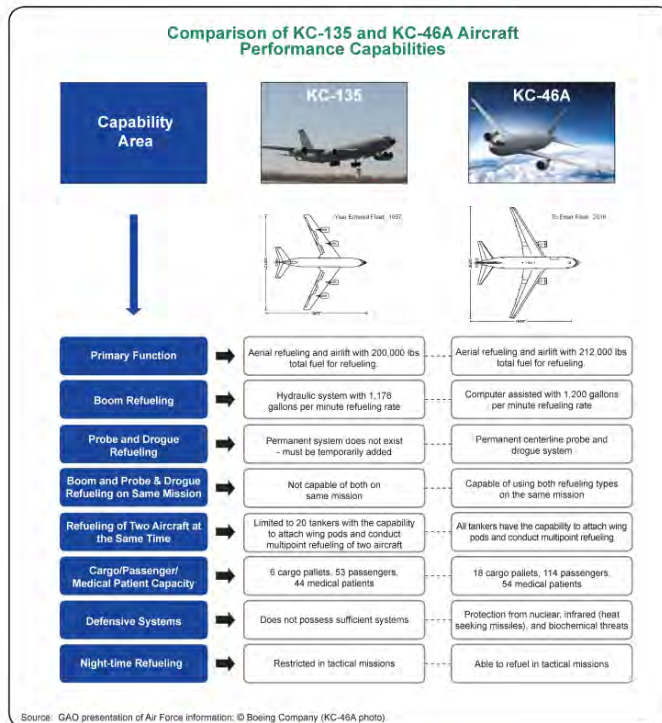 Comparison of KC-135 and KC-46A Aircraft
Performance Capabilities
Capability
Area
KC-135
KC-46A
Year Entered Fleet
To Enter Fleet
Primary Function
Aerial refueling and airlift with 200,000 lbs
total fuel for refueling.
Aerial refueling and airlift with 212,000 lbs
total fuel for refueling.
Boom Refueling
Hydraulic system with 1,176
gallons per minute refueling rate
Computer assisted with 1,200 gallons
per minute refueling rate
Probe and Drogue
Refueling
Permanent system does not exist
- must be temporarily added
Permanent centerline probe and
drogue system
Boom and Probe & Drogue
Refueling on Same Mission
Not capable of both on
same mission
Capable of using both refueling types
on the same mission
Refueling of Two Aircraft at
the Same Time
Limited to 20 tankers with the capability
to attach wing pods and conduct
multipoint refueling of two aircraft
All tankers have the capability to attach wing
pods and conduct multipoint refueling
Cargo/Passenger/
Medical Patient Capacity
6 cargo pallets, 53 passengers,
44 medical patients
18 cargo pallets, 114 passengers,
54 medical patients
Defensive Systems
Does not possess sufficient systems
Protection from nuclear, infrared (heat
seeking missiles), and biochemical threats
Night-time Refueling
Restricted in tactical missions
Able to refuel in tactical missions
Source: GAO presentation of Air Force information; © Boeing Company (KC-46A photo).